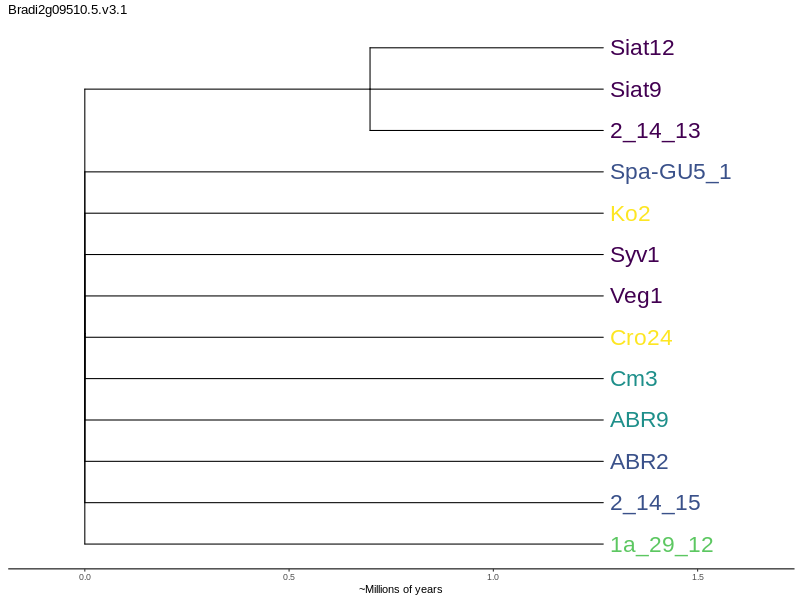 Bradi2g09510.5.v3.1
Siat12
Siat9
2_14_13
Spa-GU5_1
Ko2
Syv1
Veg1
Cro24
Cm3
ABR9
ABR2
2_14_15
1a_29_12
0.0 0.5 1.0 1.5
~Millions of years